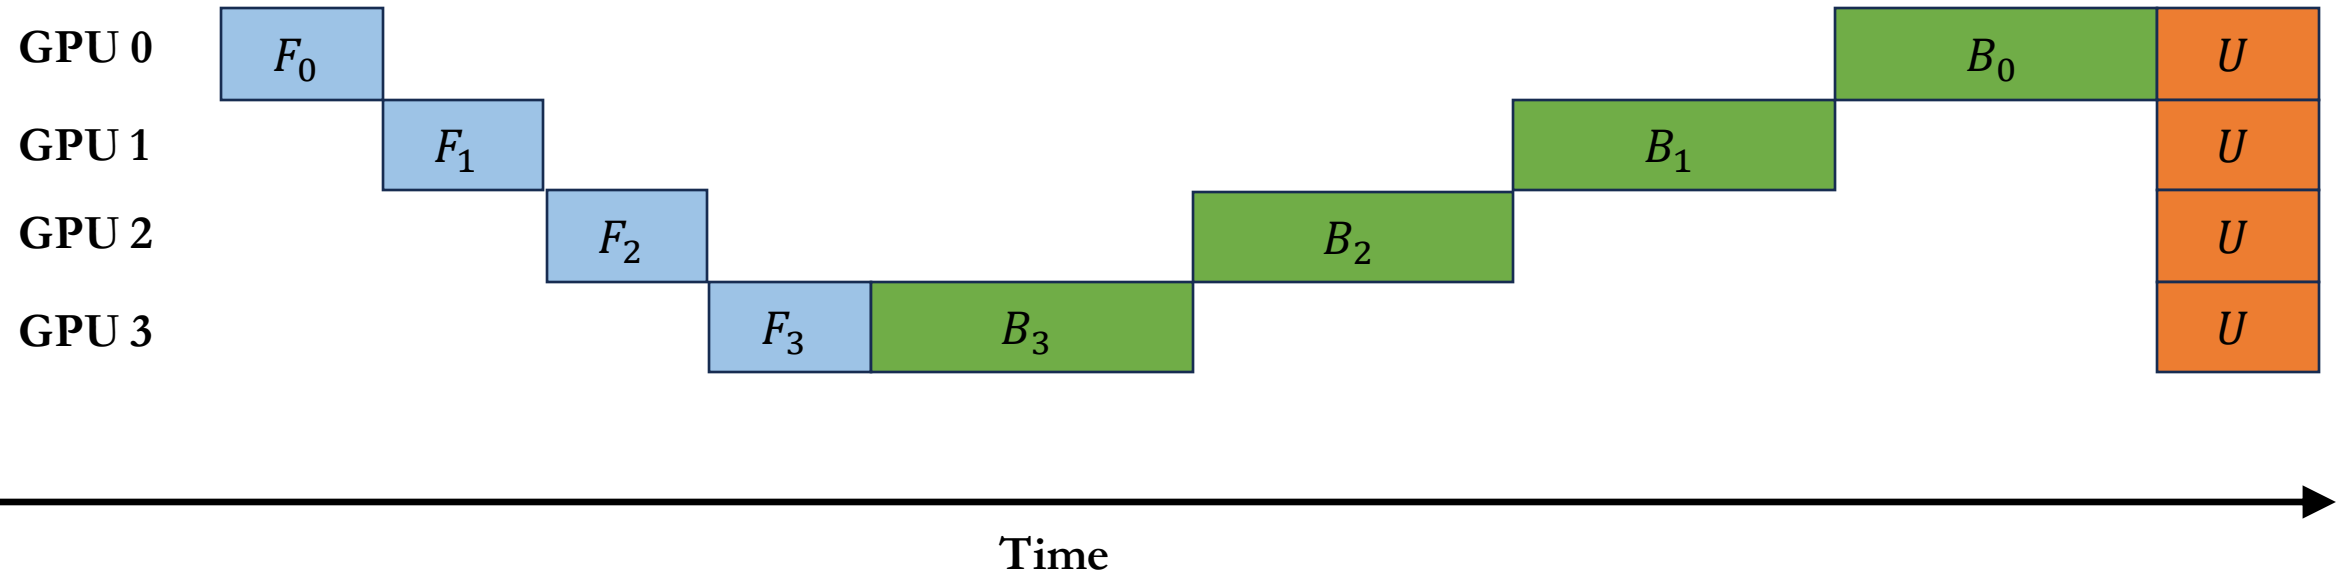 GPU 0 F₀ B₀ U
GPU 1 F₁ B₁ U
GPU 2 F₂ B₂ U
GPU 3 F₃ B₃ U
Time